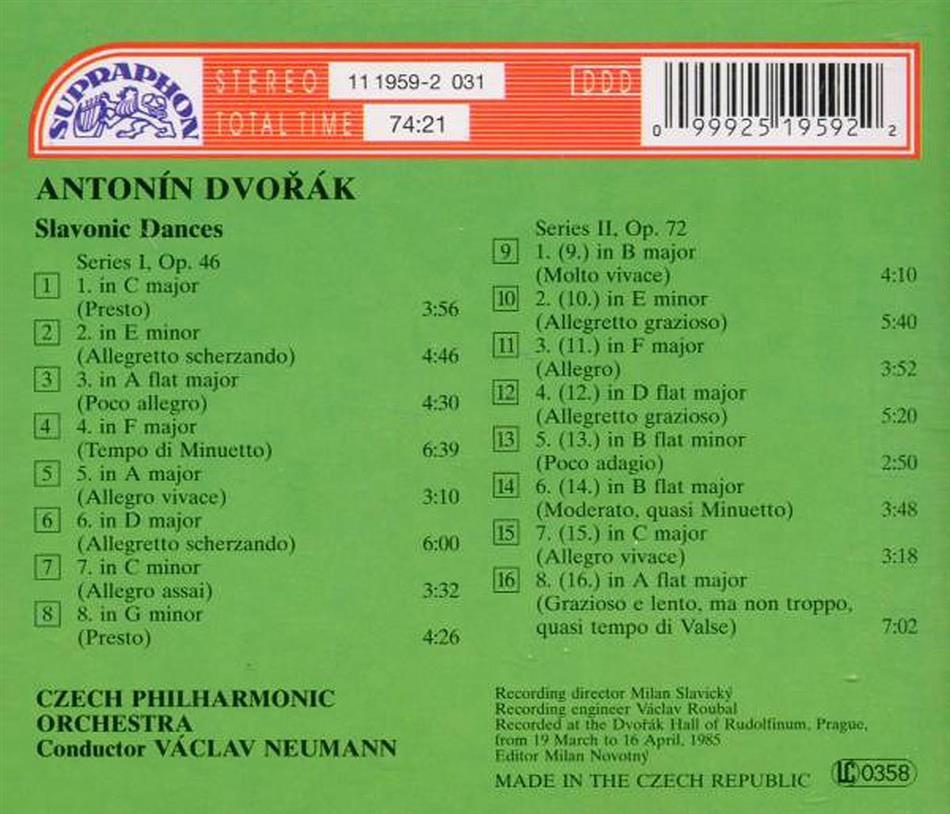 SUPRAPHON
STEREO 11 1959-2 031 DDD
TOTAL TIME 74:21
0 99925 19592 2
ANTONÍN DVOŘÁK
Slavonic Dances
Series I, Op. 46
1 1. in C major
(Presto) 3:56
2 2. in E minor
(Allegretto scherzando) 4:46
3 3. in A flat major
(Poco allegro) 4:30
4 4. in F major
(Tempo di Minuetto) 6:39
5 5. in A major
(Allegro vivace) 3:10
6 6. in D major
(Allegretto scherzando) 6:00
7 7. in C minor
(Allegro assai) 3:32
8 8. in G minor
(Presto) 4:26
Series II, Op. 72
9 1. (9.) in B major
(Molto vivace) 4:10
10 2. (10.) in E minor
(Allegretto grazioso) 5:40
11 3. (11.) in F major
(Allegro) 3:52
12 4. (12.) in D flat major
(Allegretto grazioso) 5:20
13 5. (13.) in B flat minor
(Poco adagio) 2:50
14 6. (14.) in B flat major
(Moderato, quasi Minuetto) 3:48
15 7. (15.) in C major
(Allegro vivace) 3:18
16 8. (16.) in A flat major
(Grazioso e lento, ma non troppo,
quasi tempo di Valse) 7:02
CZECH PHILHARMONIC
ORCHESTRA
Conductor VÁCLAV NEUMANN
Recording director Milan Slavický
Recording engineer Václav Roubal
Recorded at the Dvořák Hall of Rudolfinum, Prague,
from 19 March to 16 April, 1985
Editor Milan Novotný
MADE IN THE CZECH REPUBLIC LC 0358